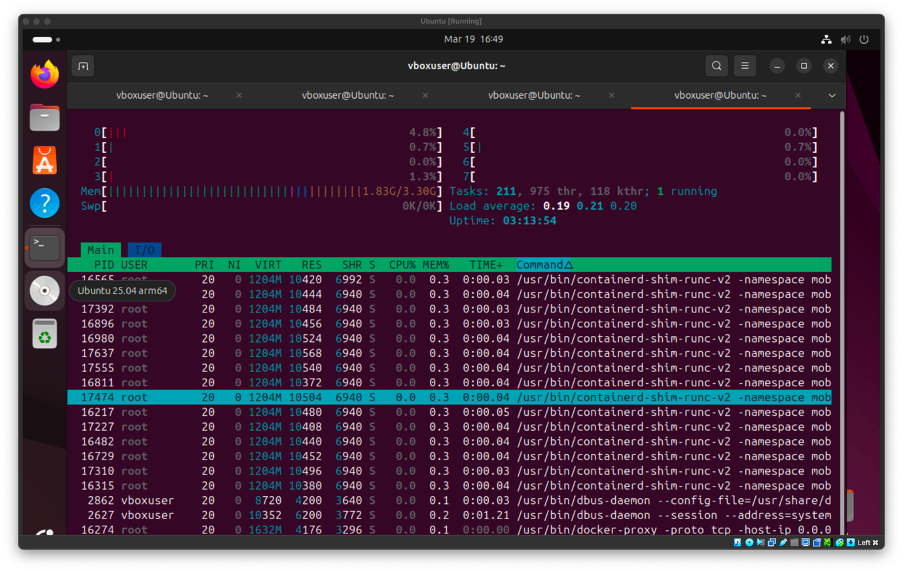 Ubuntu [Running]
Mar 19 16:49
vboxuser@Ubuntu: ~
vboxuser@Ubuntu: ~ × vboxuser@Ubuntu: ~ × vboxuser@Ubuntu: ~ × vboxuser@Ubuntu: ~ ×
0[||| 4.8%] 4[ 0.0%]
1[| 0.7%] 5[| 0.7%]
2[ 0.0%] 6[ 0.0%]
3[| 1.3%] 7[ 0.0%]
Mem[||||||||||||||||||||||||||||||||||||||1.83G/3.30G] Tasks: 211, 975 thr, 118 kthr; 1 running
Swp[ 0K/0K] Load average: 0.19 0.21 0.20
Uptime: 03:13:54
Main I/O
PID USER PRI NI VIRT RES SHR S CPU% MEM% TIME+ Command△
16565 root 20 0 1204M 10420 6992 S 0.0 0.3 0:00.03 /usr/bin/containerd-shim-runc-v2 -namespace mob
Ubuntu 25.04 arm64
20 0 1204M 10444 6940 S 0.0 0.3 0:00.04 /usr/bin/containerd-shim-runc-v2 -namespace mob
17392 root 20 0 1204M 10484 6940 S 0.0 0.3 0:00.03 /usr/bin/containerd-shim-runc-v2 -namespace mob
16896 root 20 0 1204M 10456 6940 S 0.0 0.3 0:00.03 /usr/bin/containerd-shim-runc-v2 -namespace mob
16980 root 20 0 1204M 10524 6940 S 0.0 0.3 0:00.04 /usr/bin/containerd-shim-runc-v2 -namespace mob
17637 root 20 0 1204M 10568 6940 S 0.0 0.3 0:00.04 /usr/bin/containerd-shim-runc-v2 -namespace mob
17555 root 20 0 1204M 10540 6940 S 0.0 0.3 0:00.04 /usr/bin/containerd-shim-runc-v2 -namespace mob
16811 root 20 0 1204M 10372 6940 S 0.0 0.3 0:00.04 /usr/bin/containerd-shim-runc-v2 -namespace mob
17474 root 20 0 1204M 10504 6940 S 0.0 0.3 0:00.04 /usr/bin/containerd-shim-runc-v2 -namespace mob
16217 root 20 0 1204M 10480 6940 S 0.0 0.3 0:00.05 /usr/bin/containerd-shim-runc-v2 -namespace mob
17227 root 20 0 1204M 10408 6940 S 0.0 0.3 0:00.04 /usr/bin/containerd-shim-runc-v2 -namespace mob
16482 root 20 0 1204M 10440 6940 S 0.0 0.3 0:00.04 /usr/bin/containerd-shim-runc-v2 -namespace mob
16729 root 20 0 1204M 10452 6940 S 0.0 0.3 0:00.04 /usr/bin/containerd-shim-runc-v2 -namespace mob
17310 root 20 0 1204M 10496 6940 S 0.0 0.3 0:00.03 /usr/bin/containerd-shim-runc-v2 -namespace mob
16315 root 20 0 1204M 10380 6940 S 0.0 0.3 0:00.04 /usr/bin/containerd-shim-runc-v2 -namespace mob
2862 vboxuser 20 0 8720 4200 3640 S 0.0 0.1 0:00.03 /usr/bin/dbus-daemon --config-file=/usr/share/d
2627 vboxuser 20 0 10352 6200 3772 S 0.0 0.2 0:01.21 /usr/bin/dbus-daemon --session --address=system
16274 root 20 0 1632M 4176 3296 S 0.0 0.1 0:00.00 /usr/bin/docker-proxy -proto tcp -host-ip 0.0.0
Left ⌘